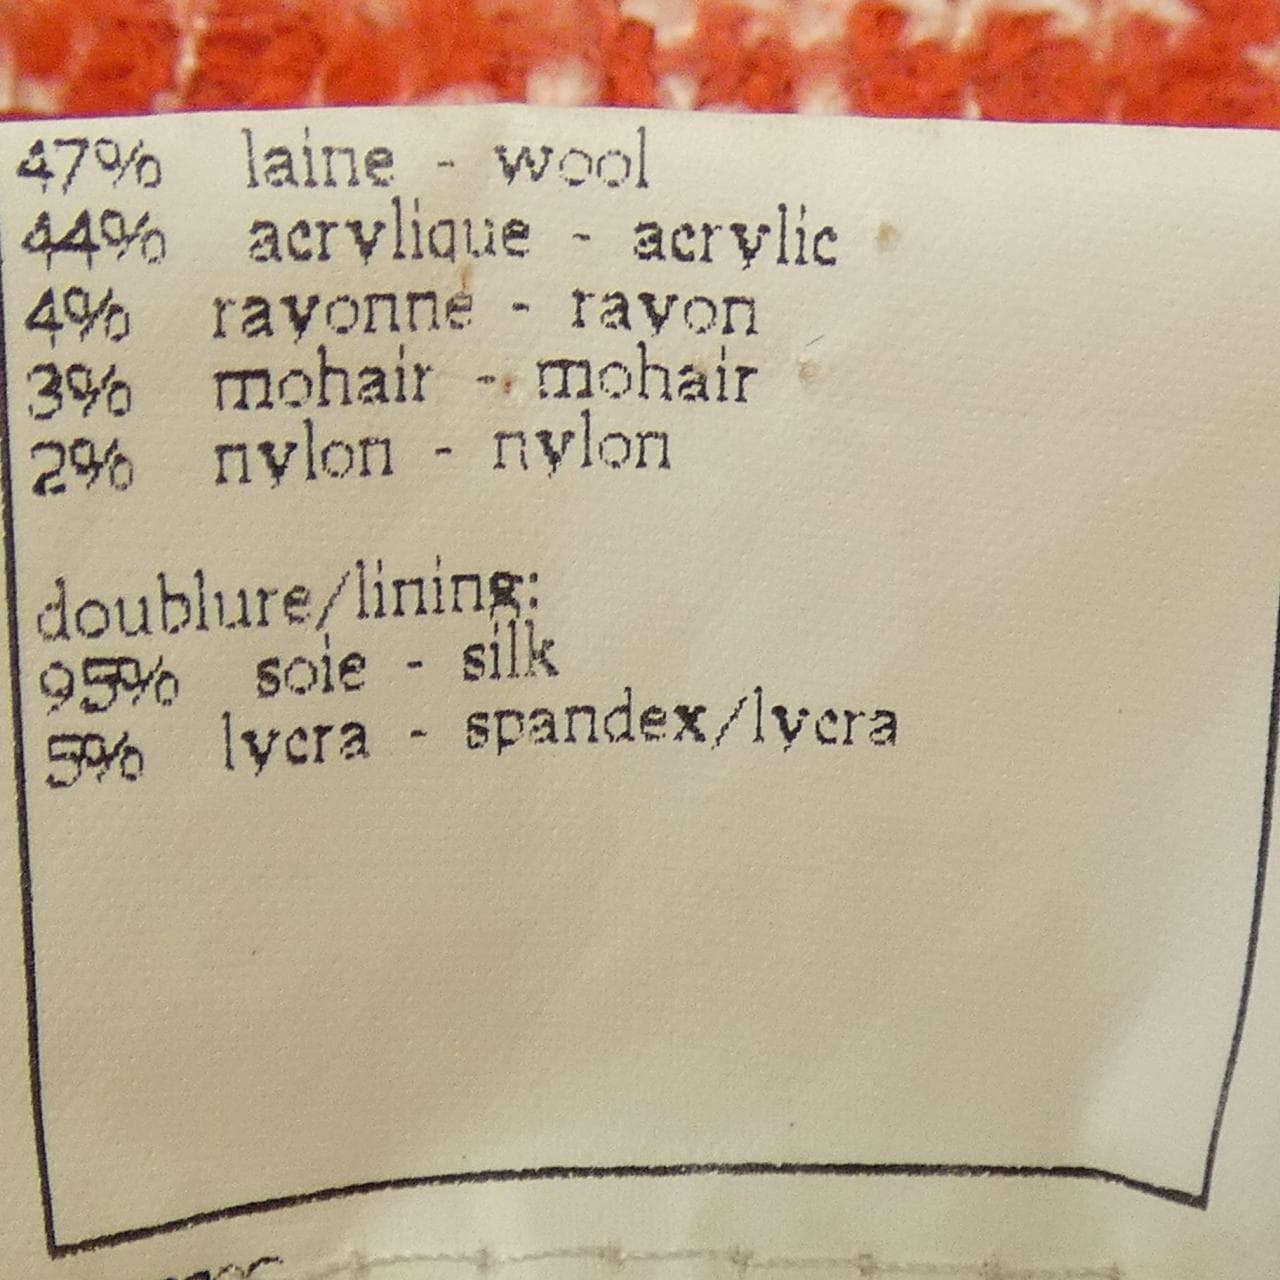 47% laine - wool
44% acrylique - acrylic
4% rayonne - rayon
3% mohair - mohair
2% nylon - nylon
doublure/lining:
95% soie - silk
5% lycra - spandex/lycra